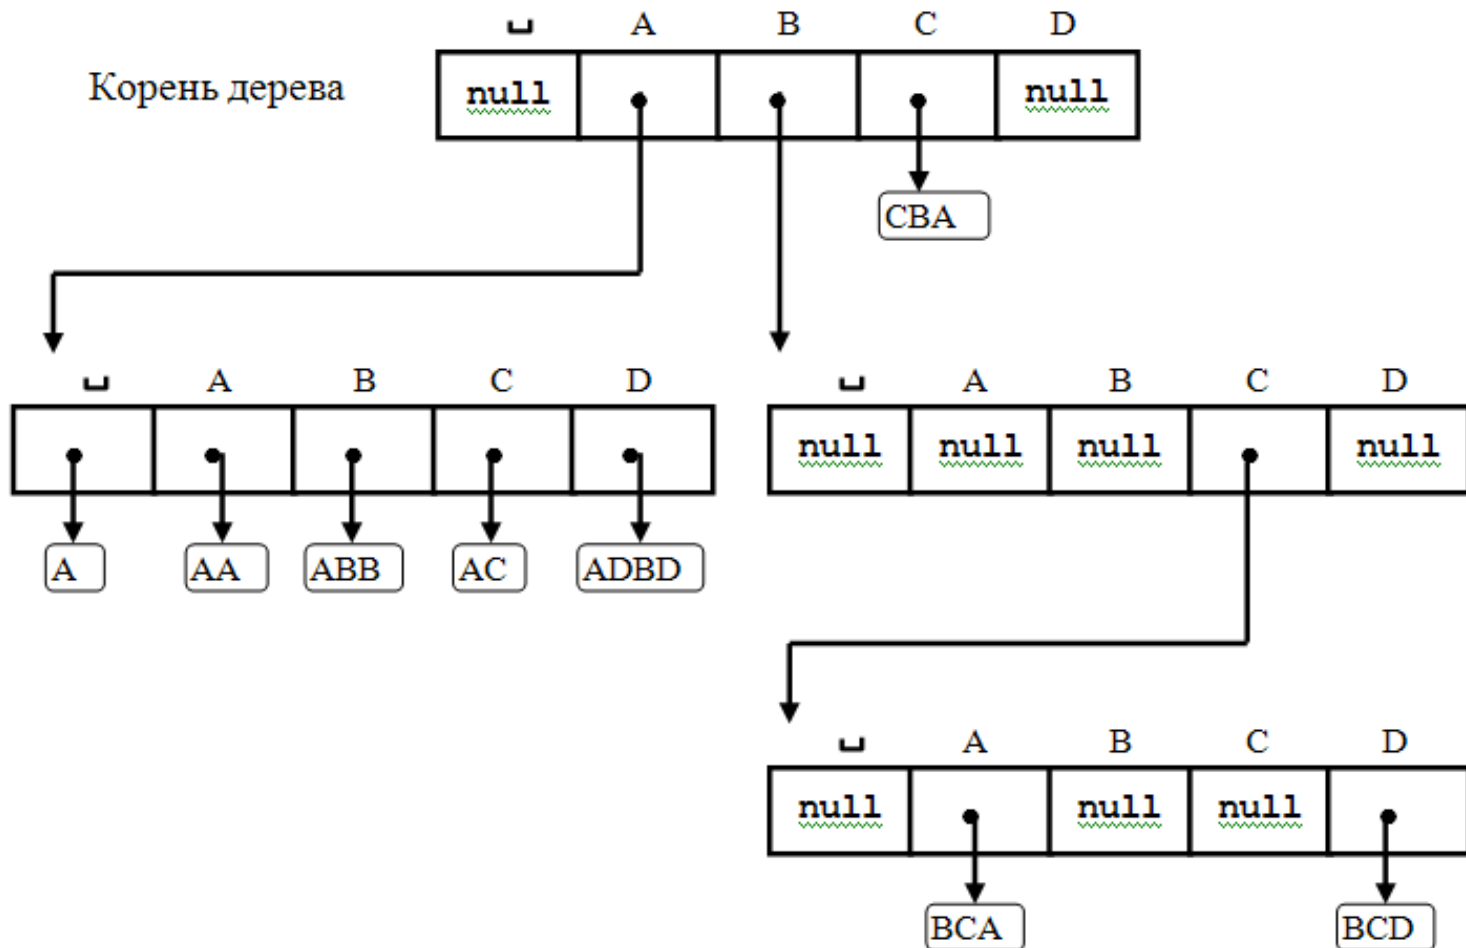 ␣ A B C D
Корень дерева
null null
CBA
␣ A B C D
␣ A B C D
null null null null
A AA ABB AC ADBD
␣ A B C D
null null null
BCA BCD